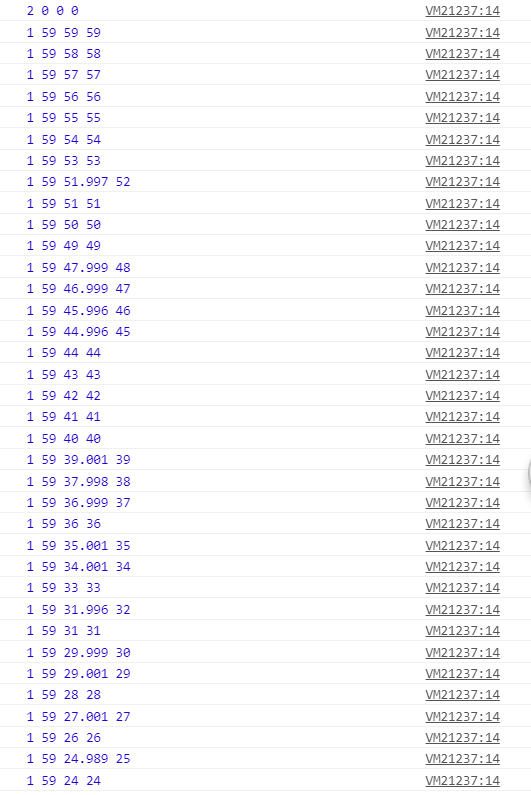 2 0 0 0 VM21237:14
1 59 59 59 VM21237:14
1 59 58 58 VM21237:14
1 59 57 57 VM21237:14
1 59 56 56 VM21237:14
1 59 55 55 VM21237:14
1 59 54 54 VM21237:14
1 59 53 53 VM21237:14
1 59 51.997 52 VM21237:14
1 59 51 51 VM21237:14
1 59 50 50 VM21237:14
1 59 49 49 VM21237:14
1 59 47.999 48 VM21237:14
1 59 46.999 47 VM21237:14
1 59 45.996 46 VM21237:14
1 59 44.996 45 VM21237:14
1 59 44 44 VM21237:14
1 59 43 43 VM21237:14
1 59 42 42 VM21237:14
1 59 41 41 VM21237:14
1 59 40 40 VM21237:14
1 59 39.001 39 VM21237:14
1 59 37.998 38 VM21237:14
1 59 36.999 37 VM21237:14
1 59 36 36 VM21237:14
1 59 35.001 35 VM21237:14
1 59 34.001 34 VM21237:14
1 59 33 33 VM21237:14
1 59 31.996 32 VM21237:14
1 59 31 31 VM21237:14
1 59 29.999 30 VM21237:14
1 59 29.001 29 VM21237:14
1 59 28 28 VM21237:14
1 59 27.001 27 VM21237:14
1 59 26 26 VM21237:14
1 59 24.989 25 VM21237:14
1 59 24 24 VM21237:14